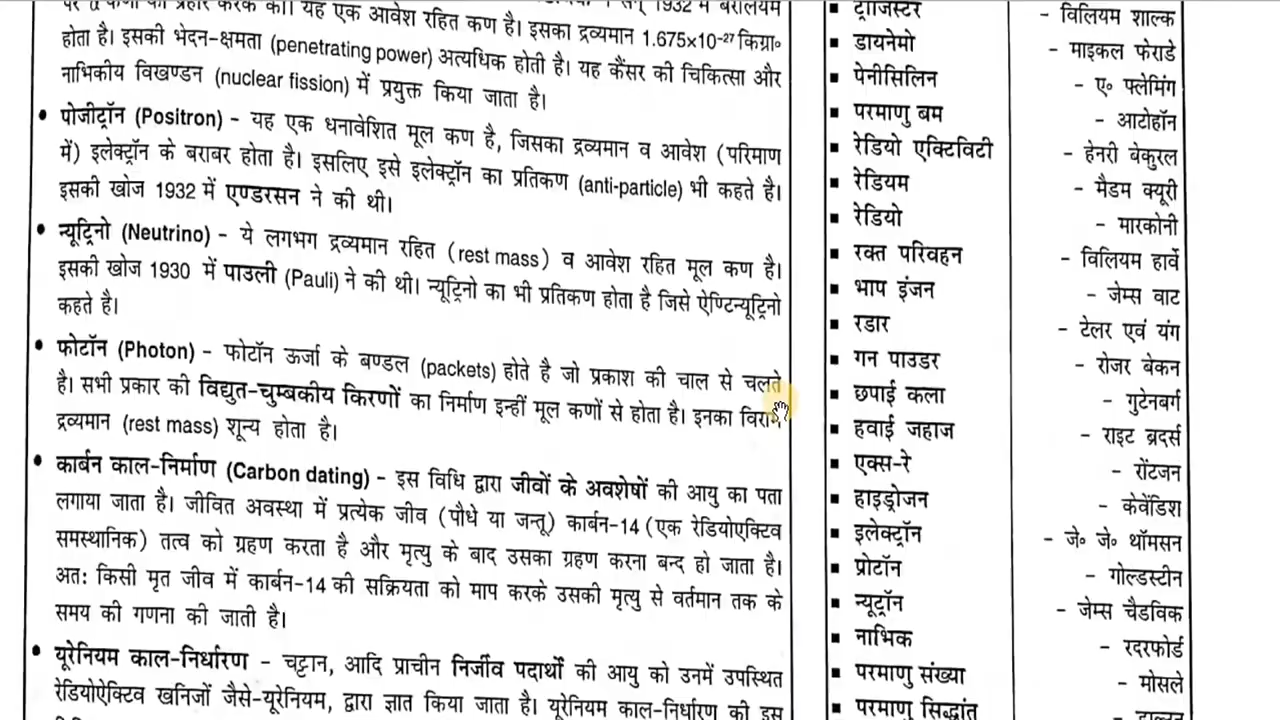 पर α कणों का प्रहार करके की। यह एक आवेश रहित कण है। इसका द्रव्यमान 1.675×10⁻²⁷ किग्रा॰
होता है। इसकी भेदन-क्षमता (penetrating power) अत्यधिक होती है। यह कैंसर की चिकित्सा और
नाभिकीय विखण्डन (nuclear fission) में प्रयुक्त किया जाता है।
• पोजीट्रॉन (Positron) - यह एक धनावेशित मूल कण है, जिसका द्रव्यमान व आवेश (परिमाण
में) इलेक्ट्रॉन के बराबर होता है। इसलिए इसे इलेक्ट्रॉन का प्रतिकण (anti-particle) भी कहते है।
इसकी खोज 1932 में एण्डरसन ने की थी।
• न्यूट्रिनो (Neutrino) - ये लगभग द्रव्यमान रहित (rest mass) व आवेश रहित मूल कण है।
इसकी खोज 1930 में पाउली (Pauli) ने की थी। न्यूट्रिनो का भी प्रतिकण होता है जिसे ऐण्टिन्यूट्रिनो
कहते है।
• फोटॉन (Photon) - फोटॉन ऊर्जा के बण्डल (packets) होते है जो प्रकाश की चाल से चलते
है। सभी प्रकार की विद्युत-चुम्बकीय किरणों का निर्माण इन्हीं मूल कणों से होता है। इनका विराम
द्रव्यमान (rest mass) शून्य होता है।
• कार्बन काल-निर्माण (Carbon dating) - इस विधि द्वारा जीवों के अवशेषों की आयु का पता
लगाया जाता है। जीवित अवस्था में प्रत्येक जीव (पौधे या जन्तू) कार्बन-14 (एक रेडियोएक्टिव
समस्थानिक) तत्व को ग्रहण करता है और मृत्यु के बाद उसका ग्रहण करना बन्द हो जाता है।
अत: किसी मृत जीव में कार्बन-14 की सक्रियता को माप करके उसकी मृत्यु से वर्तमान तक के
समय की गणना की जाती है।
• यूरेनियम काल-निर्धारण - चट्टान, आदि प्राचीन निर्जीव पदार्थों की आयु को उनमें उपस्थित
रेडियोऐक्टिव खनिजों जैसे-यूरेनियम, द्वारा ज्ञात किया जाता है। यूरेनियम काल-निर्धारण की इस
▪ ट्रांजिस्टर - विलियम शाल्क
▪ डायनेमो - माइकल फेराडे
▪ पेनीसिलिन - ए॰ फ्लेमिंग
▪ परमाणु बम - आटोहॉन
▪ रेडियो एक्टिविटी - हेनरी बेकुरल
▪ रेडियम - मैडम क्यूरी
▪ रेडियो - मारकोनी
▪ रक्त परिवहन - विलियम हार्वे
▪ भाप इंजन - जेम्स वाट
▪ रडार - टेलर एवं यंग
▪ गन पाउडर - रोजर बेकन
▪ छपाई कला - गुटेनबर्ग
▪ हवाई जहाज - राइट ब्रदर्स
▪ एक्स-रे - रोंटजन
▪ हाइड्रोजन - केवेंडिश
▪ इलेक्ट्रॉन - जे॰ जे॰ थॉमसन
▪ प्रोटॉन - गोल्डस्टीन
▪ न्यूट्रॉन - जेम्स चैडविक
▪ नाभिक - रदरफोर्ड
▪ परमाणु संख्या - मोसले
▪ परमाणु सिद्धांत